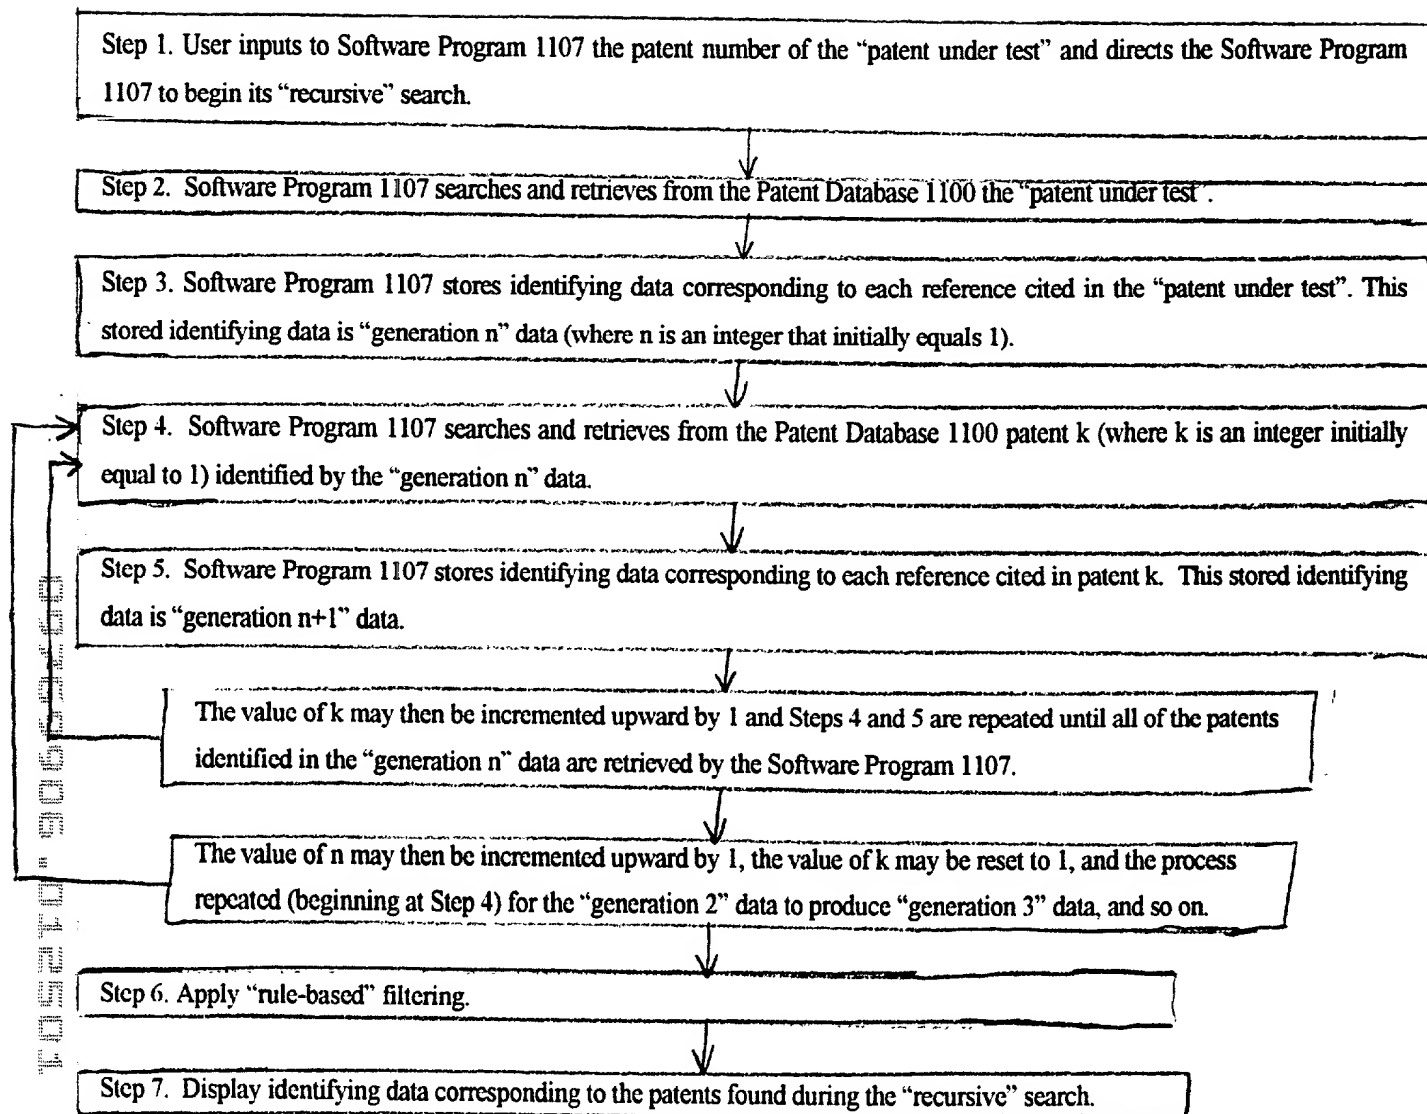 Step 1. User inputs to Software Program 1107 the patent number of the “patent under test” and directs the Software Program
1107 to begin its “recursive” search.
Step 2. Software Program 1107 searches and retrieves from the Patent Database 1100 the “patent under test”.
Step 3. Software Program 1107 stores identifying data corresponding to each reference cited in the “patent under test”. This
stored identifying data is “generation n” data (where n is an integer that initially equals 1).
Step 4. Software Program 1107 searches and retrieves from the Patent Database 1100 patent k (where k is an integer initially
equal to 1) identified by the “generation n” data.
Step 5. Software Program 1107 stores identifying data corresponding to each reference cited in patent k. This stored identifying
data is “generation n+1” data.
The value of k may then be incremented upward by 1 and Steps 4 and 5 are repeated until all of the patents
identified in the “generation n” data are retrieved by the Software Program 1107.
The value of n may then be incremented upward by 1, the value of k may be reset to 1, and the process
repeated (beginning at Step 4) for the “generation 2” data to produce “generation 3” data, and so on.
Step 6. Apply “rule-based” filtering.
Step 7. Display identifying data corresponding to the patents found during the “recursive” search.